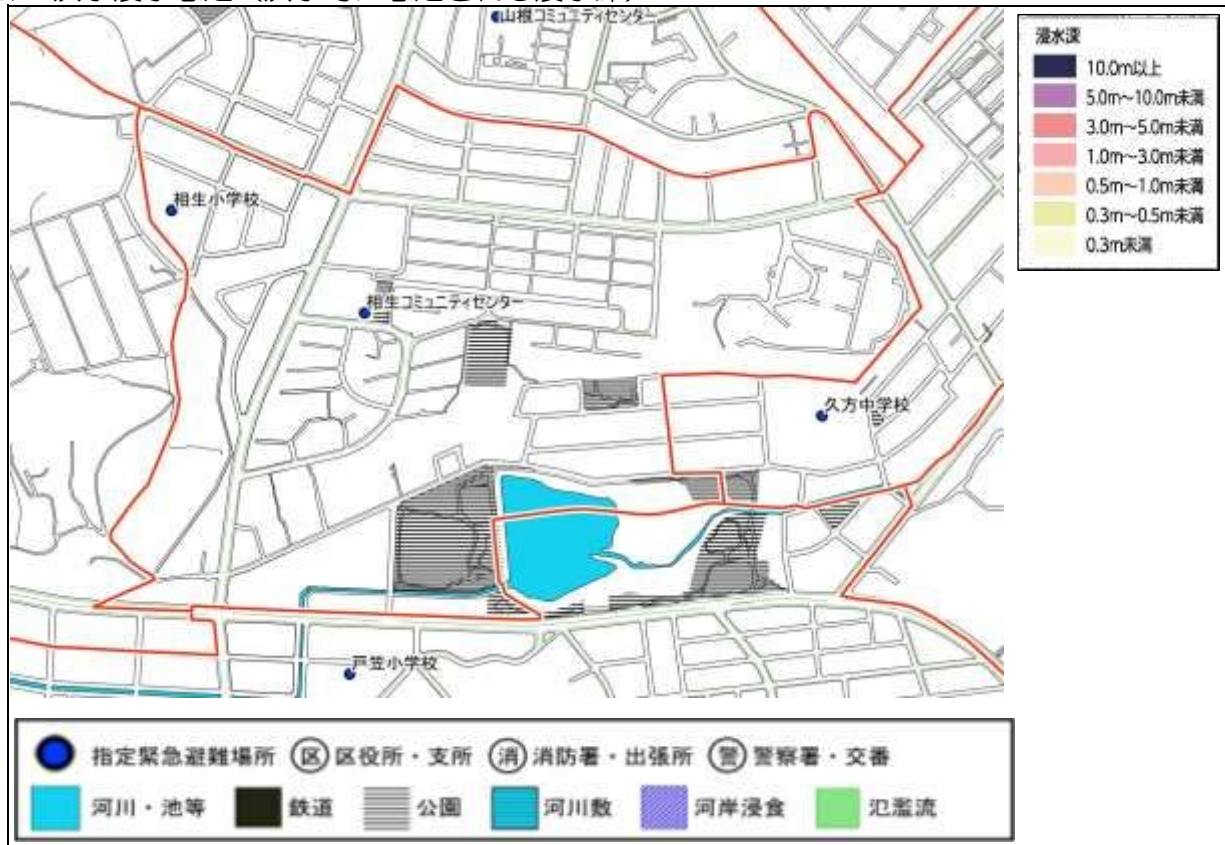 山根コミュニティセンター
相生小学校
相生コミュニティセンター
久方中学校
戸笠小学校
浸水深
10.0m以上
5.0m~10.0m未満
3.0m~5.0m未満
1.0m~3.0m未満
0.5m~1.0m未満
0.3m~0.5m未満
0.3m未満
指定緊急避難場所 区 区役所・支所 消 消防署・出張所 警 警察署・交番
河川・池等 鉄道 公園 河川敷 河岸浸食 氾濫流